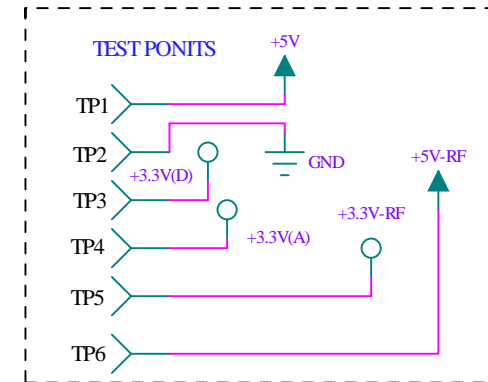 +5V
TEST PONITS
TP1
TP2
GND
+5V-RF
+3.3V(D)
TP3
+3.3V-RF
TP4
+3.3V(A)
TP5
TP6